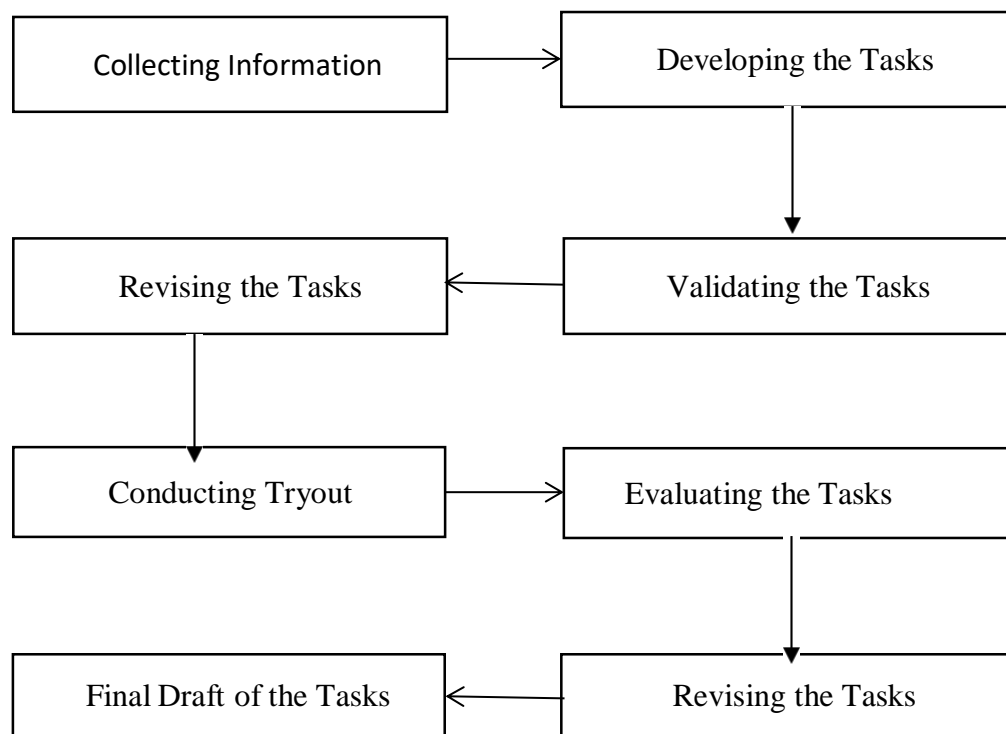 Collecting Information
Developing the Tasks
Revising the Tasks
Validating the Tasks
Conducting Tryout
Evaluating the Tasks
Final Draft of the Tasks
Revising the Tasks